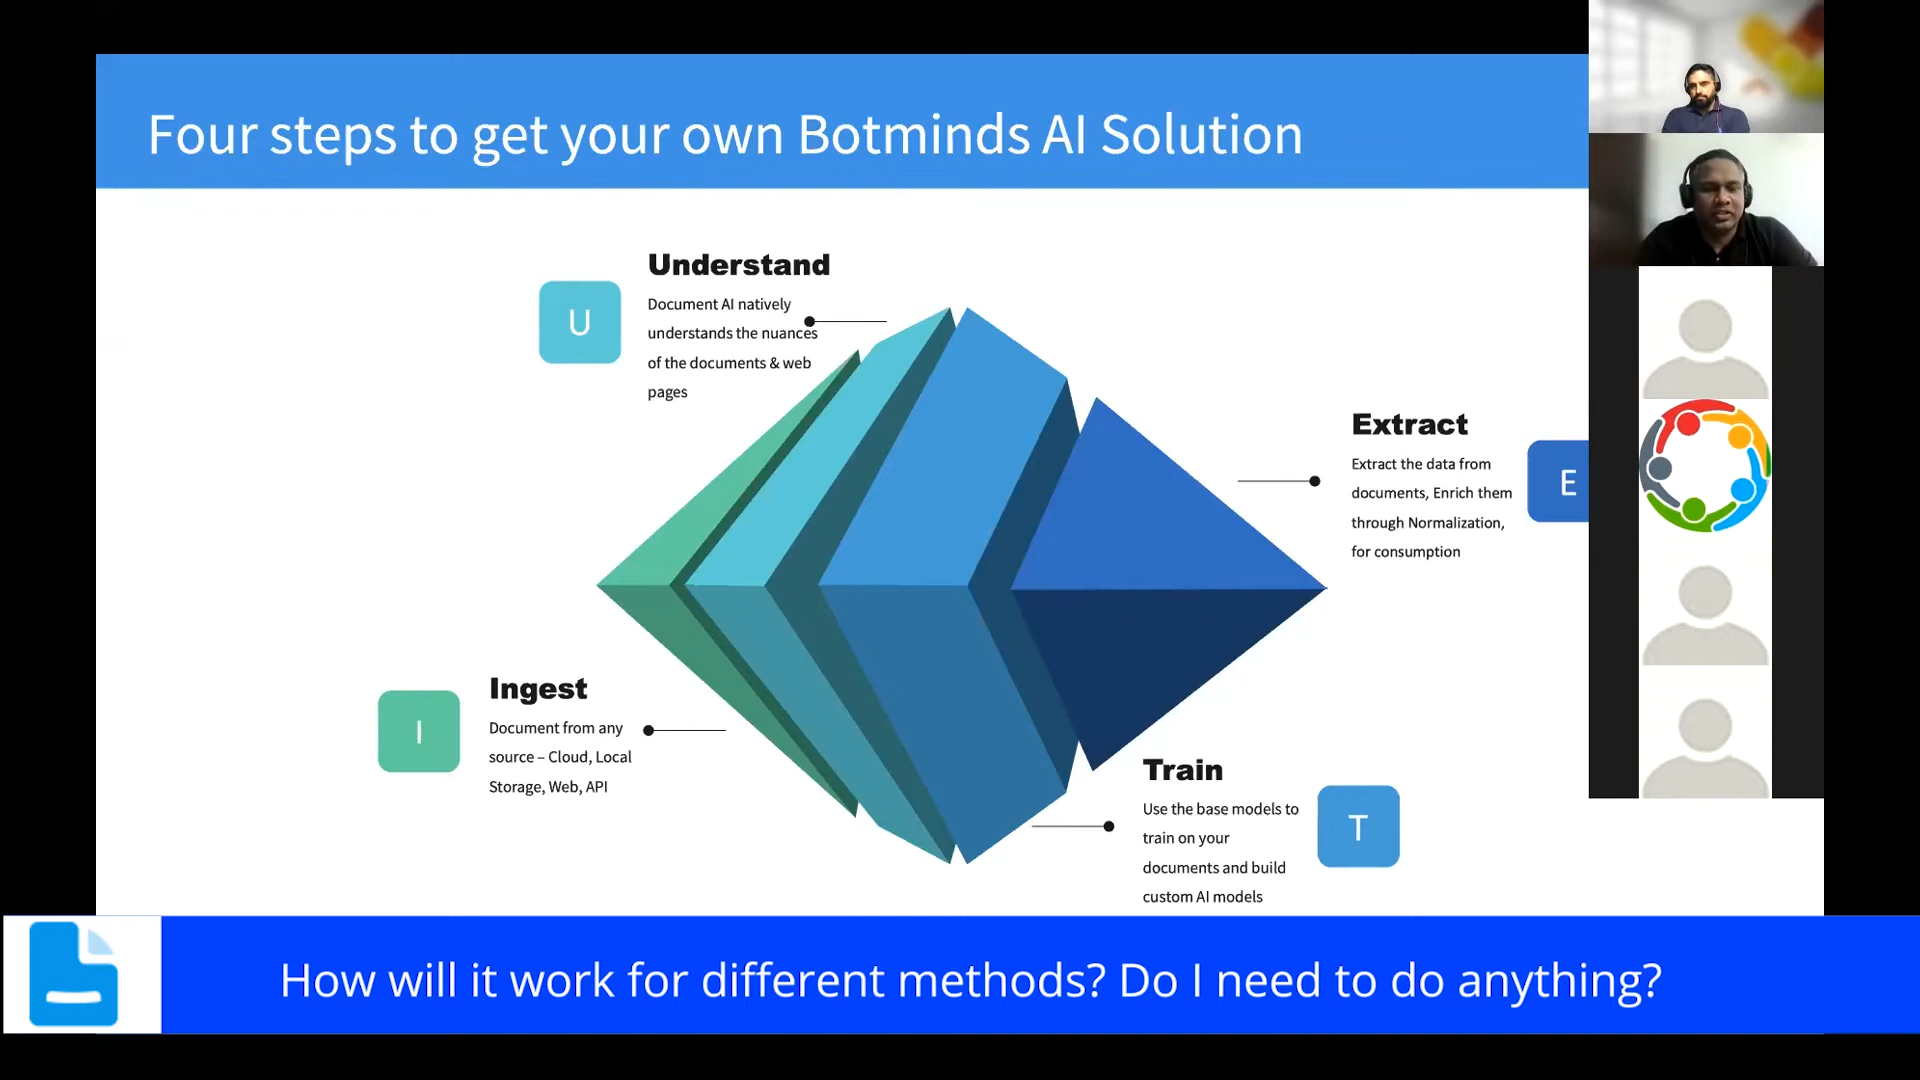 Four steps to get your own Botminds AI Solution
Understand
U
Document AI natively
understands the nuances
of the documents & web
pages
Extract
E
Extract the data from
documents, Enrich them
through Normalization,
for consumption
Ingest
I
Document from any
source – Cloud, Local
Storage, Web, API
Train
T
Use the base models to
train on your
documents and build
custom AI models
How will it work for different methods? Do I need to do anything?